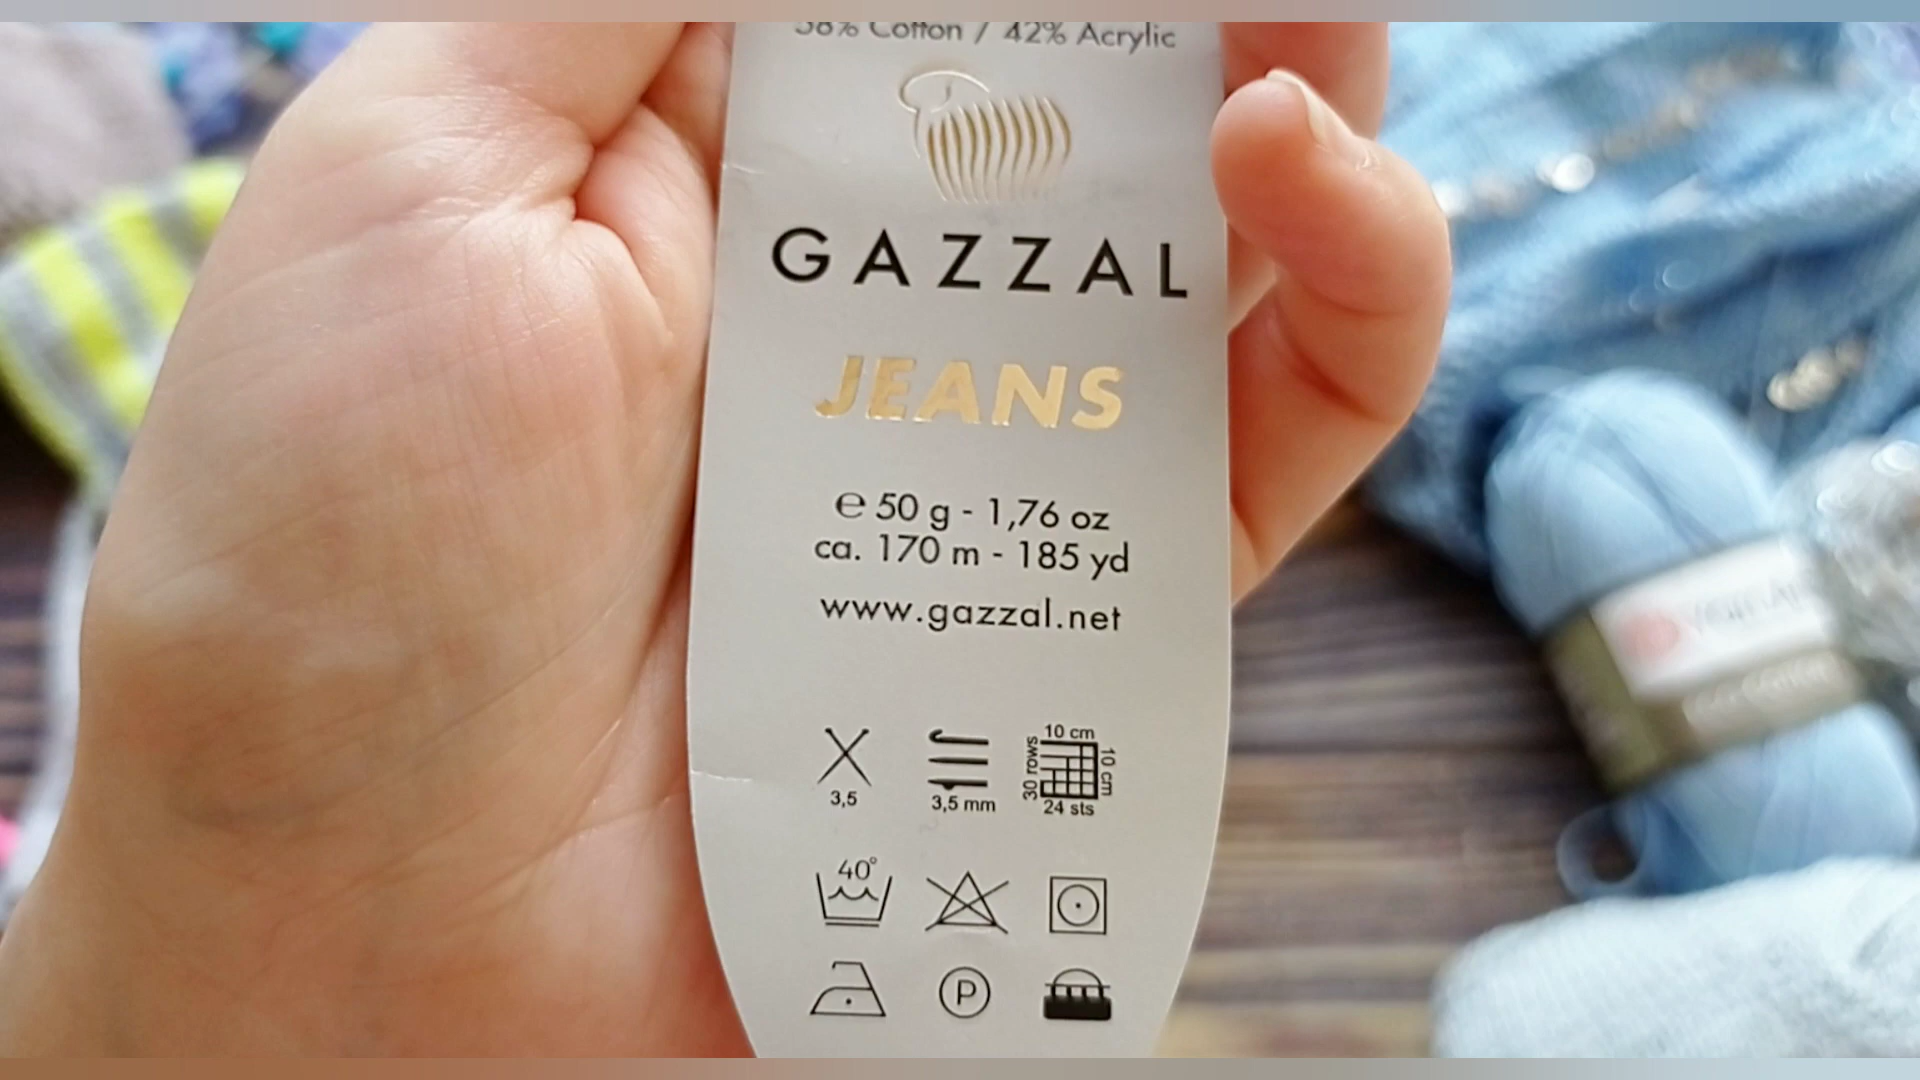 58% Cotton / 42% Acrylic
GAZZAL
JEANS
℮ 50 g - 1,76 oz
ca. 170 m - 185 yd
www.gazzal.net
3,5
3,5 mm
10 cm
30 rows
10 cm
24 sts
40°
P